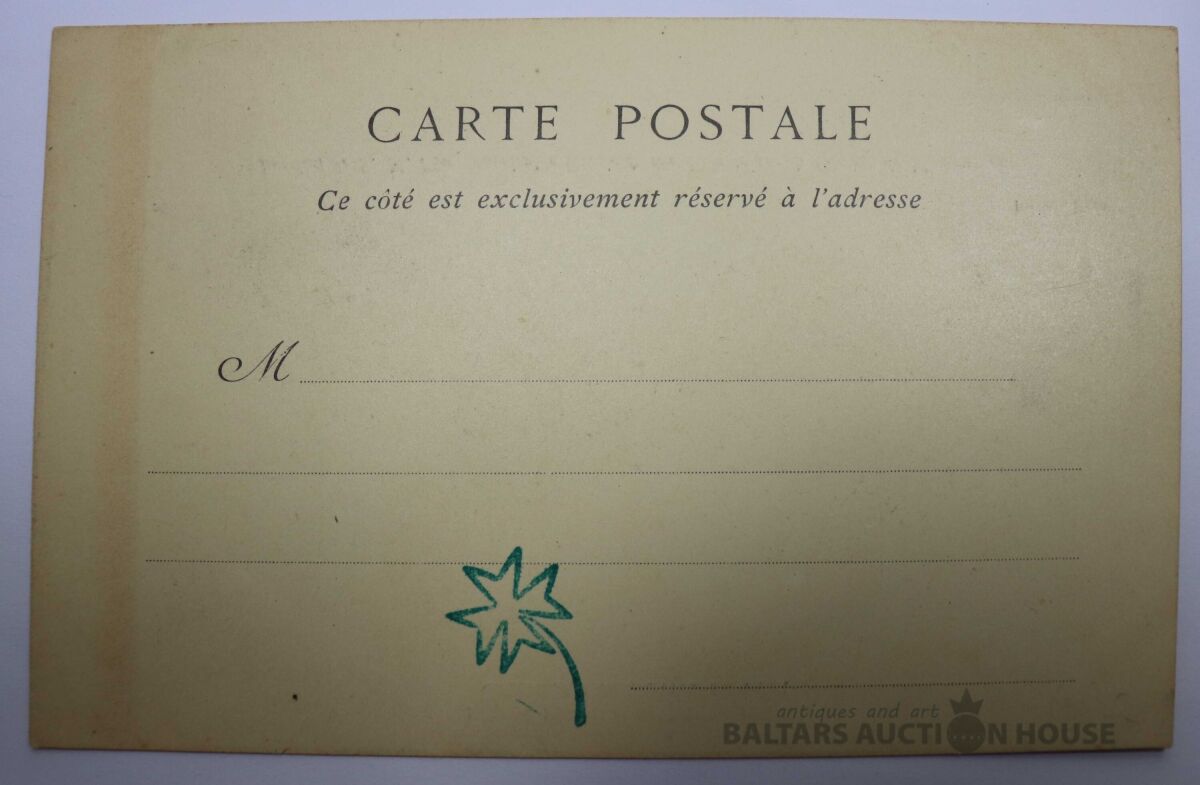 CARTE POSTALE
Ce côté est exclusivement réservé à l'adresse
M
antiques and art
BALTARS AUCTION HOUSE